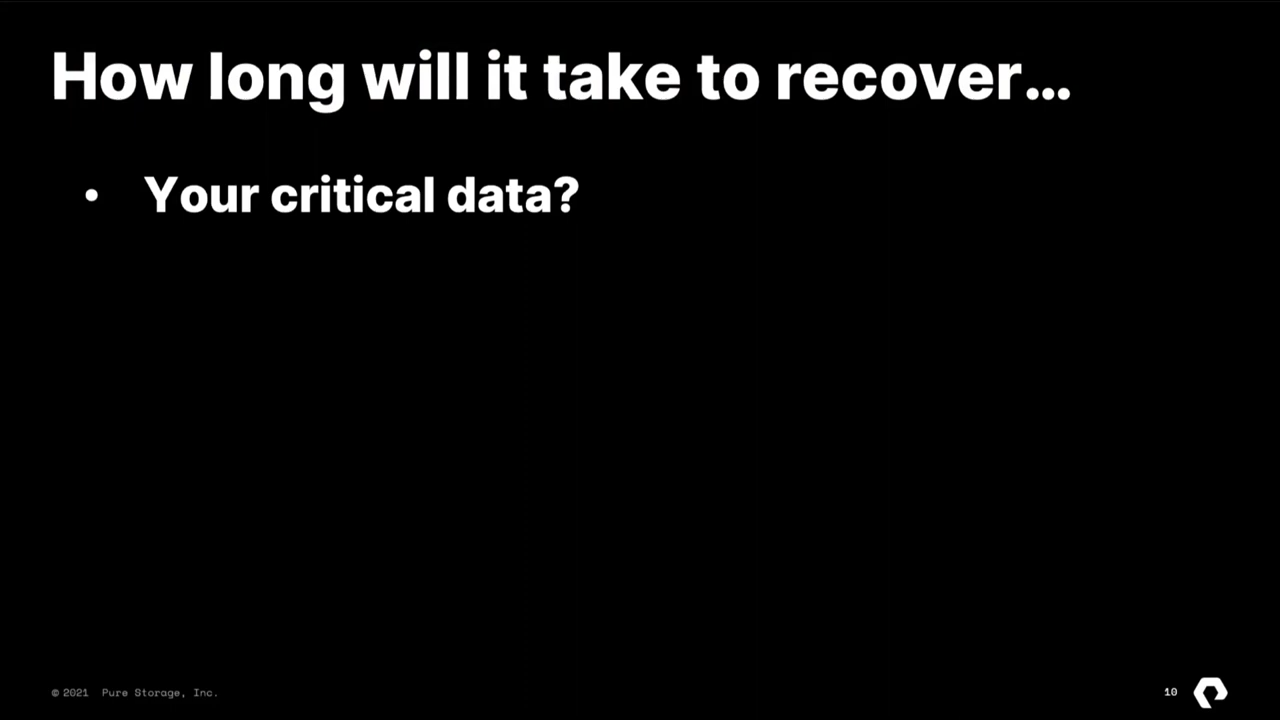 How long will it take to recover...
• Your critical data?
© 2021 Pure Storage, Inc.
10